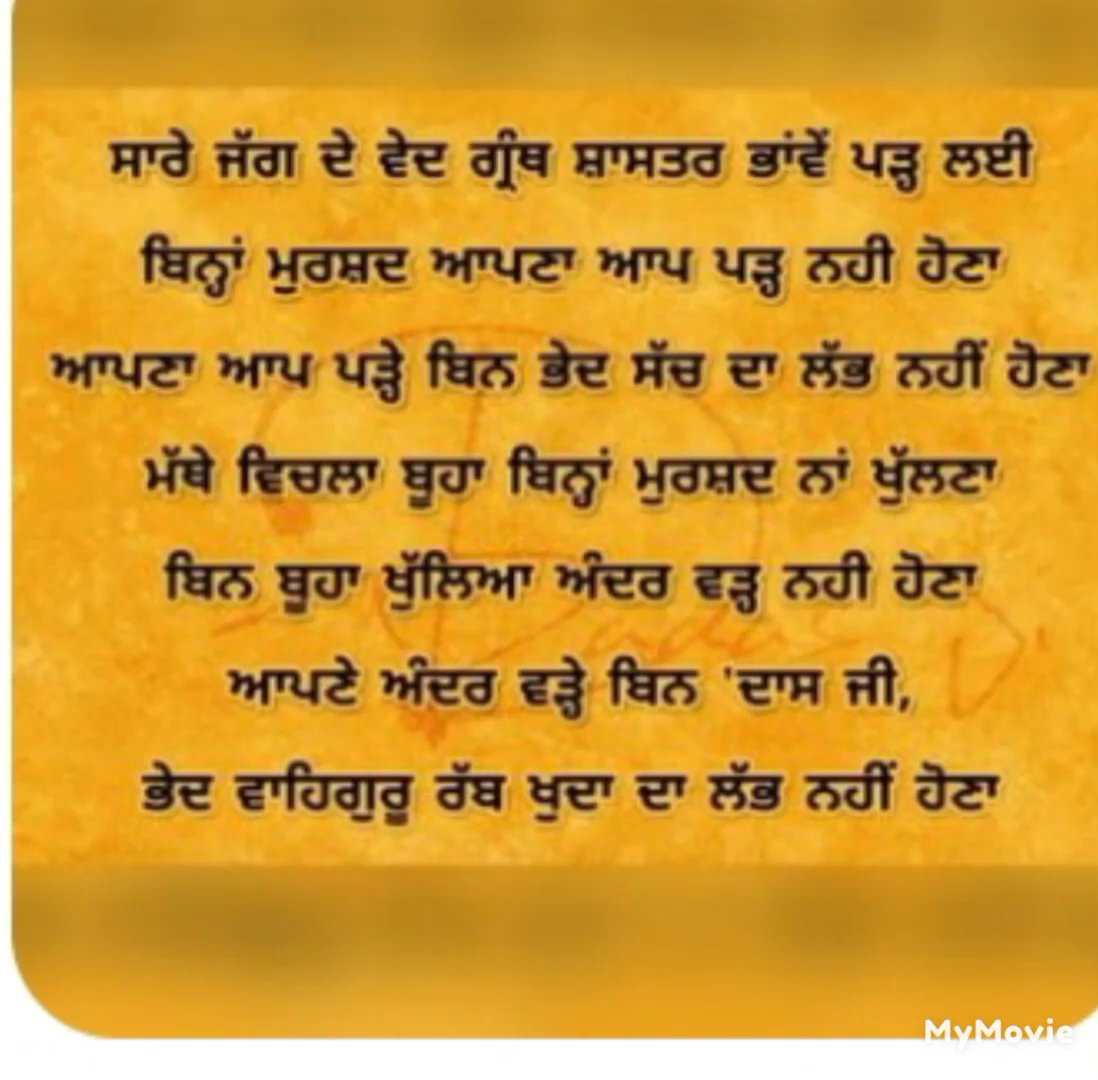 ਸਾਰੇ ਜੱਗ ਦੇ ਵੇਦ ਗ੍ਰੰਥ ਸ਼ਾਸਤਰ ਭਾਂਵੇਂ ਪੜ੍ਹ ਲਈ
ਬਿਨ੍ਹਾਂ ਮੁਰਸ਼ਦ ਆਪਣਾ ਆਪ ਪੜ੍ਹ ਨਹੀ ਹੋਣਾ
ਆਪਣਾ ਆਪ ਪੜ੍ਹੇ ਬਿਨ ਭੇਦ ਸੱਚ ਦਾ ਲੱਭ ਨਹੀਂ ਹੋਣਾ
ਮੱਥੇ ਵਿਚਲਾ ਬੂਹਾ ਬਿਨ੍ਹਾਂ ਮੁਰਸ਼ਦ ਨਾਂ ਖੁੱਲਣਾ
ਬਿਨ ਬੂਹਾ ਖੁੱਲਿਆ ਅੰਦਰ ਵੜ੍ਹ ਨਹੀ ਹੋਣਾ
ਆਪਣੇ ਅੰਦਰ ਵੜ੍ਹੇ ਬਿਨ 'ਦਾਸ ਜੀ,
ਭੇਦ ਵਾਹਿਗੁਰੂ ਰੱਬ ਖੁਦਾ ਦਾ ਲੱਭ ਨਹੀਂ ਹੋਣਾ
MyMovie